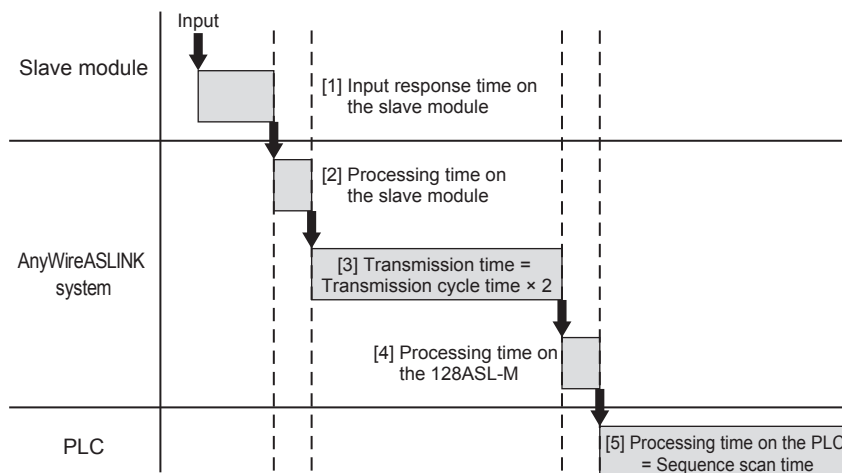 Input
Slave module
[1] Input response time on
the slave module
[2] Processing time on
the slave module
AnyWireASLINK
system
[3] Transmission time =
Transmission cycle time × 2
[4] Processing time on
the 128ASL-M
PLC
[5] Processing time on the PLC
= Sequence scan time